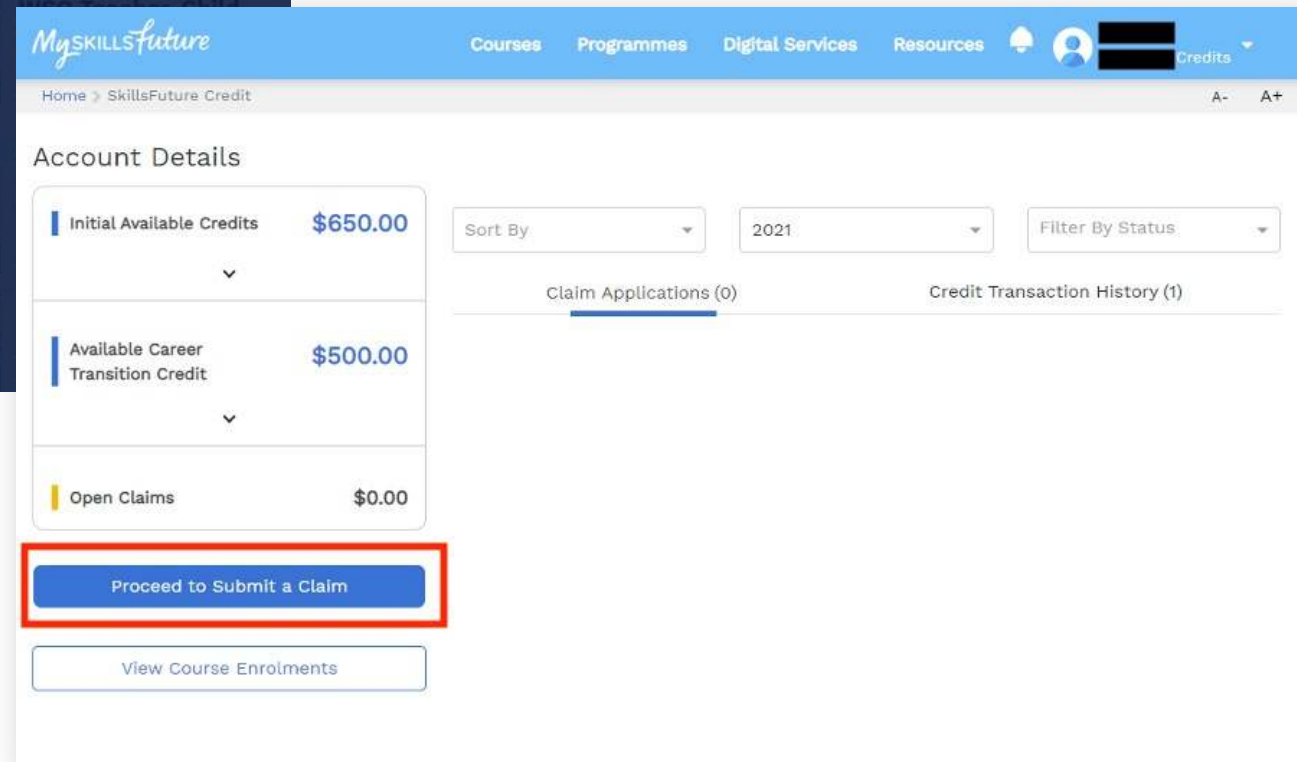 MySKILLSfuture
Courses Programmes Digital Services Resources
Credits
Home > SkillsFuture Credit
A- A+
Account Details
Initial Available Credits $650.00
Sort By
2021
Filter By Status
Claim Applications (0)
Credit Transaction History (1)
Available Career
Transition Credit
$500.00
Open Claims $0.00
Proceed to Submit a Claim
View Course Enrolments